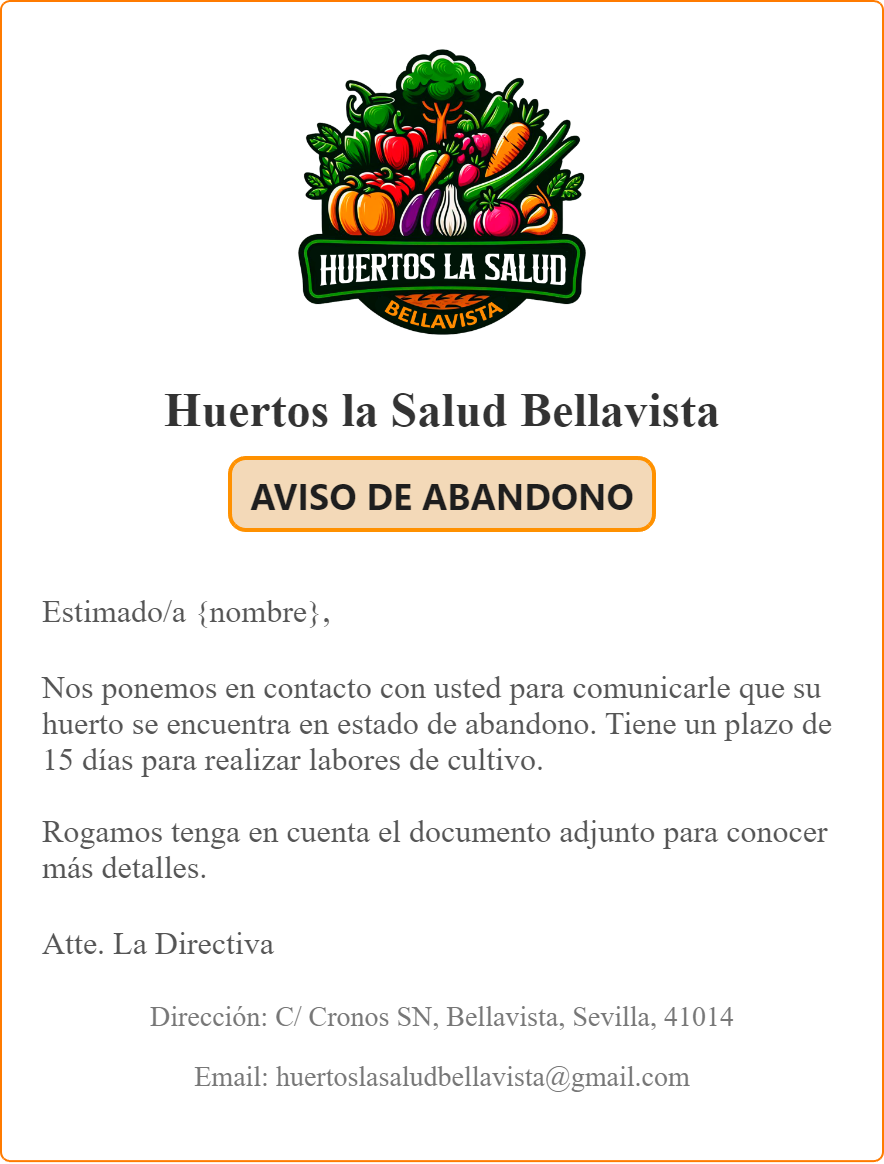 HUERTOS LA SALUD
BELLAVISTA
Huertos la Salud Bellavista
AVISO DE ABANDONO
Estimado/a {nombre},
Nos ponemos en contacto con usted para comunicarle que su
huerto se encuentra en estado de abandono. Tiene un plazo de
15 días para realizar labores de cultivo.
Rogamos tenga en cuenta el documento adjunto para conocer
más detalles.
Atte. La Directiva
Dirección: C/ Cronos SN, Bellavista, Sevilla, 41014
Email: huertoslasaludbellavista@gmail.com